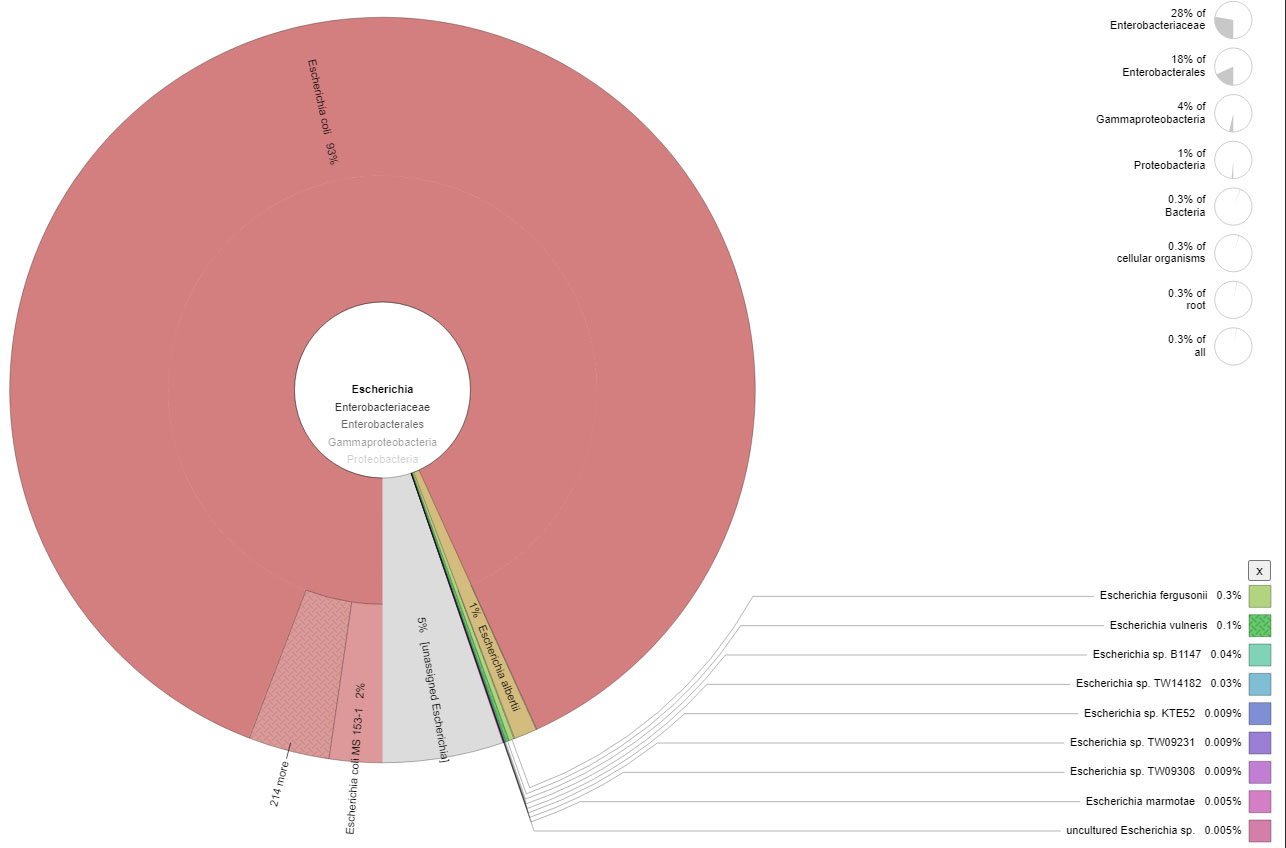 28% of
Enterobacteriaceae
18% of
Enterobacterales
4% of
Gammaproteobacteria
1% of
Proteobacteria
0.3% of
Bacteria
0.3% of
cellular organisms
0.3% of
root
0.3% of
all
Escherichia coli 93%
Escherichia
Enterobacteriaceae
Enterobacterales
Gammaproteobacteria
Proteobacteria
1% Escherichia albertii
5% [unassigned Escherichia]
Escherichia coli MS 153-1 2%
214 more
x
Escherichia fergusonii 0.3%
Escherichia vulneris 0.1%
Escherichia sp. B1147 0.04%
Escherichia sp. TW14182 0.03%
Escherichia sp. KTE52 0.009%
Escherichia sp. TW09231 0.009%
Escherichia sp. TW09308 0.009%
Escherichia marmotae 0.005%
uncultured Escherichia sp. 0.005%